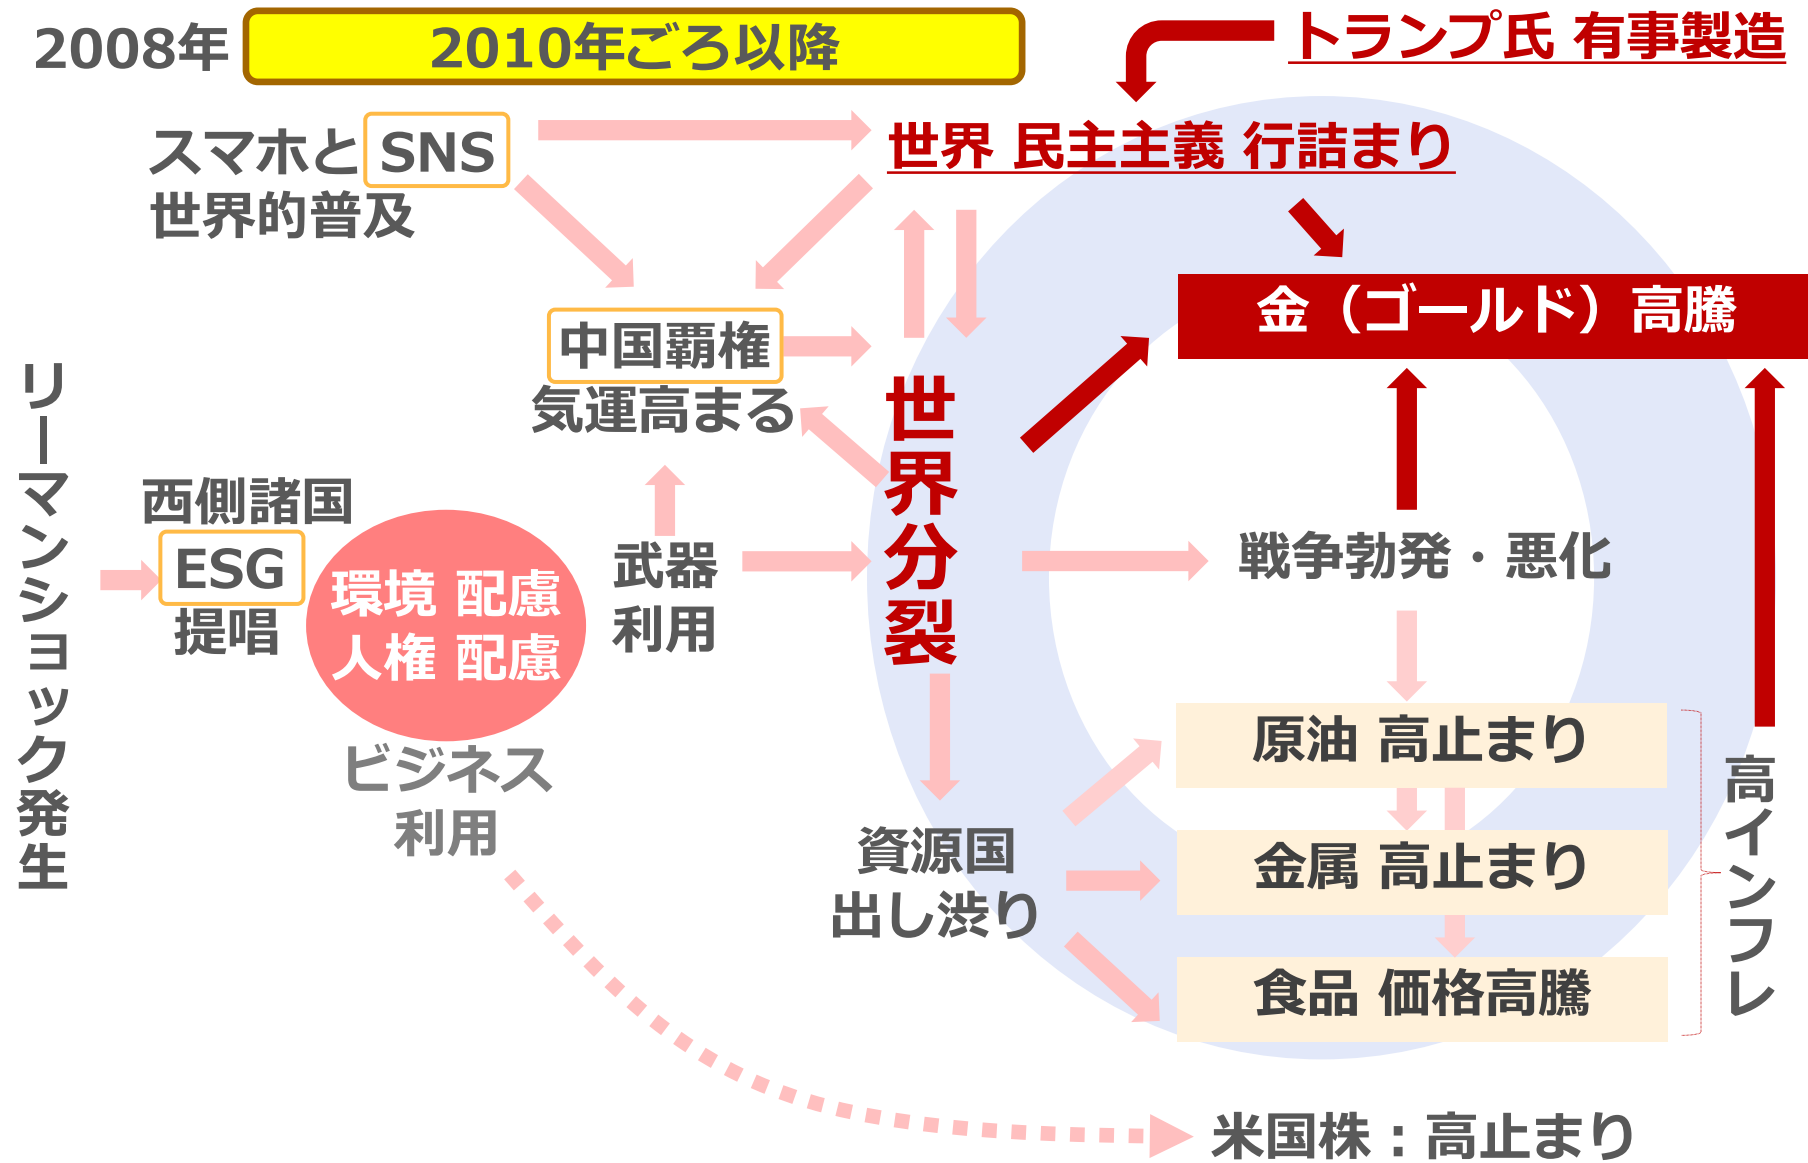 2008年
2010年ごろ以降
トランプ氏 有事製造
スマホと SNS
世界的普及
世界 民主主義 行詰まり
金（ゴールド）高騰
中国覇権
気運高まる
世界分裂
リーマンショック発生
西側諸国
ESG
提唱
環境 配慮
人権 配慮
武器
利用
戦争勃発・悪化
ビジネス
利用
原油 高止まり
資源国
出し渋り
金属 高止まり
食品 価格高騰
高インフレ
米国株：高止まり